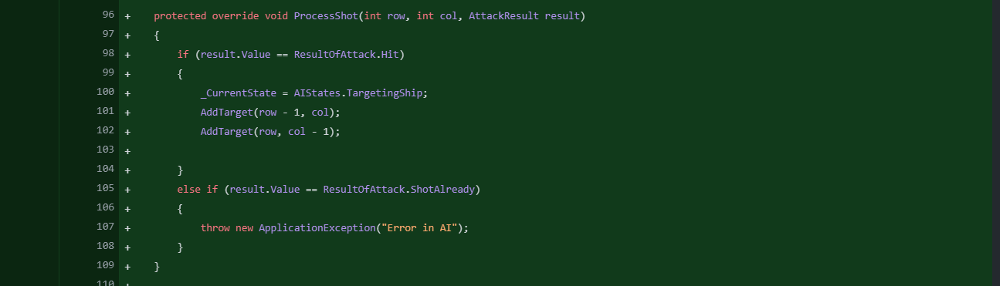 96 + protected override void ProcessShot(int row, int col, AttackResult result)
97 + {
98 + if (result.Value == ResultOfAttack.Hit)
99 + {
100 + _CurrentState = AIStates.TargetingShip;
101 + AddTarget(row - 1, col);
102 + AddTarget(row, col - 1);
103 +
104 + }
105 + else if (result.Value == ResultOfAttack.ShotAlready)
106 + {
107 + throw new ApplicationException("Error in AI");
108 + }
109 + }
110 +